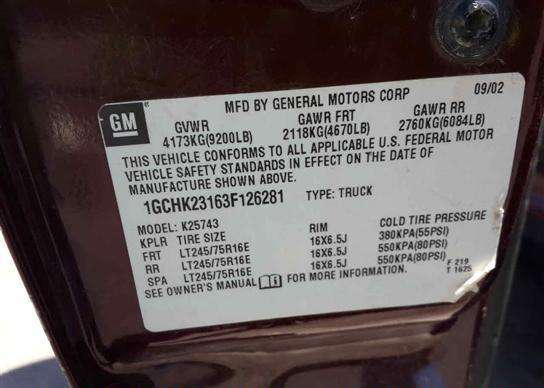 MFD BY GENERAL MOTORS CORP 09/02
GM
GVWR GAWR FRT GAWR RR
4173KG(9200LB) 2118KG(4670LB) 2760KG(6084LB)
THIS VEHICLE CONFORMS TO ALL APPLICABLE U.S. FEDERAL MOTOR
VEHICLE SAFETY STANDARDS IN EFFECT ON THE DATE OF
MANUFACTURE SHOWN ABOVE.
1GCHK23163F126281 TYPE: TRUCK
MODEL: K25743
KPLR TIRE SIZE RIM COLD TIRE PRESSURE
FRT LT245/75R16E 16X6.5J 380KPA(55PSI)
RR LT245/75R16E 16X6.5J 550KPA(80PSI)
SPA LT245/75R16E 16X6.5J 550KPA(80PSI)
SEE OWNER'S MANUAL FOR MORE INFORMATION.
F 219
T 1625